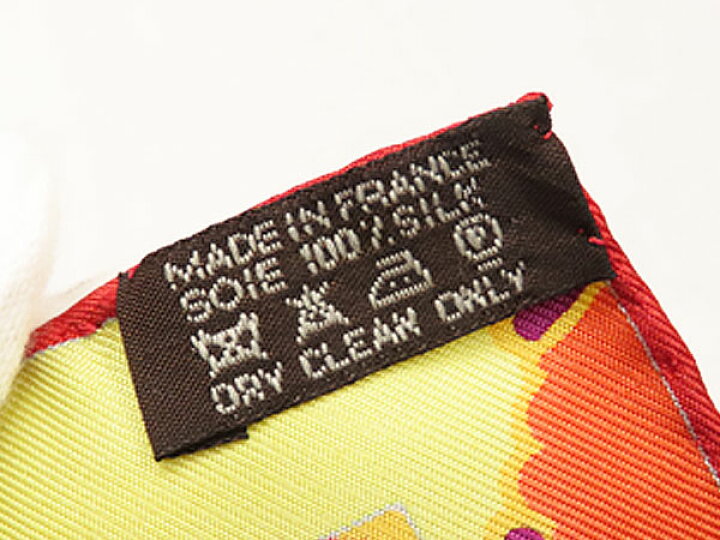 MADE IN FRANCE
SOIE 100% SILK
P
DRY CLEAN ONLY